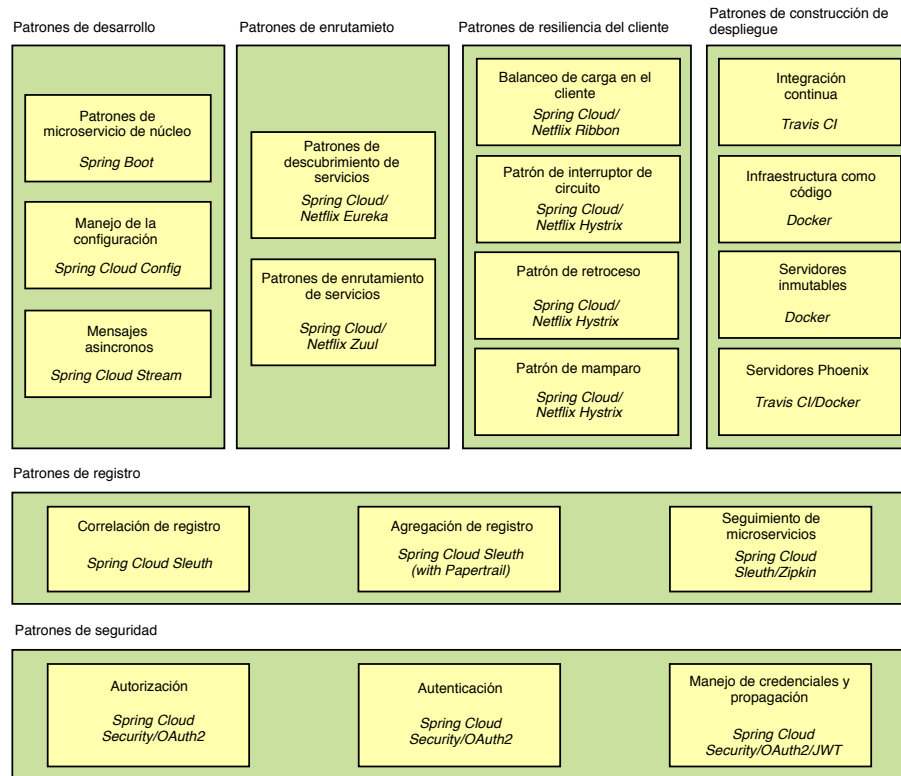 Patrones de desarrollo
Patrones de microservicio de núcleo
Spring Boot
Manejo de la configuración
Spring Cloud Config
Mensajes asincronos
Spring Cloud Stream
Patrones de enrutamieto
Patrones de descubrimiento de servicios
Spring Cloud/
Netflix Eureka
Patrones de enrutamiento de servicios
Spring Cloud/
Netflix Zuul
Patrones de resiliencia del cliente
Balanceo de carga en el cliente
Spring Cloud/
Netflix Ribbon
Patrón de interruptor de circuito
Spring Cloud/
Netflix Hystrix
Patrón de retroceso
Spring Cloud/
Netflix Hystrix
Patrón de mamparo
Spring Cloud/
Netflix Hystrix
Patrones de construcción de despliegue
Integración continua
Travis CI
Infraestructura como código
Docker
Servidores inmutables
Docker
Servidores Phoenix
Travis CI/Docker
Patrones de registro
Correlación de registro
Spring Cloud Sleuth
Agregación de registro
Spring Cloud Sleuth
(with Papertrail)
Seguimiento de microservicios
Spring Cloud
Sleuth/Zipkin
Patrones de seguridad
Autorización
Spring Cloud
Security/OAuth2
Autenticación
Spring Cloud
Security/OAuth2
Manejo de credenciales y propagación
Spring Cloud
Security/OAuth2/JWT